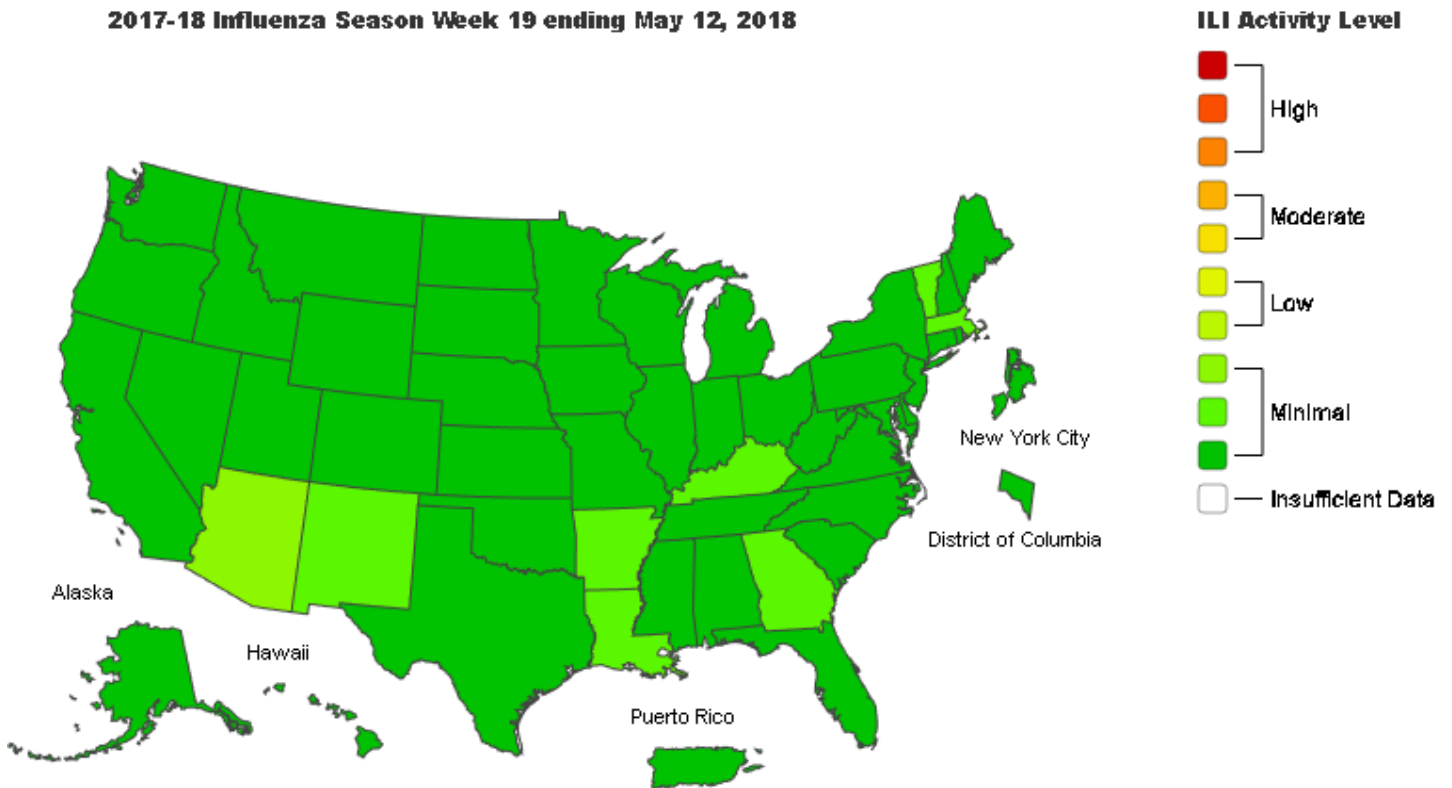 2017-18 Influenza Season Week 19 ending May 12, 2018
ILI Activity Level
High
Moderate
Low
Minimal
Insufficient Data
New York City
District of Columbia
Alaska
Hawaii
Puerto Rico